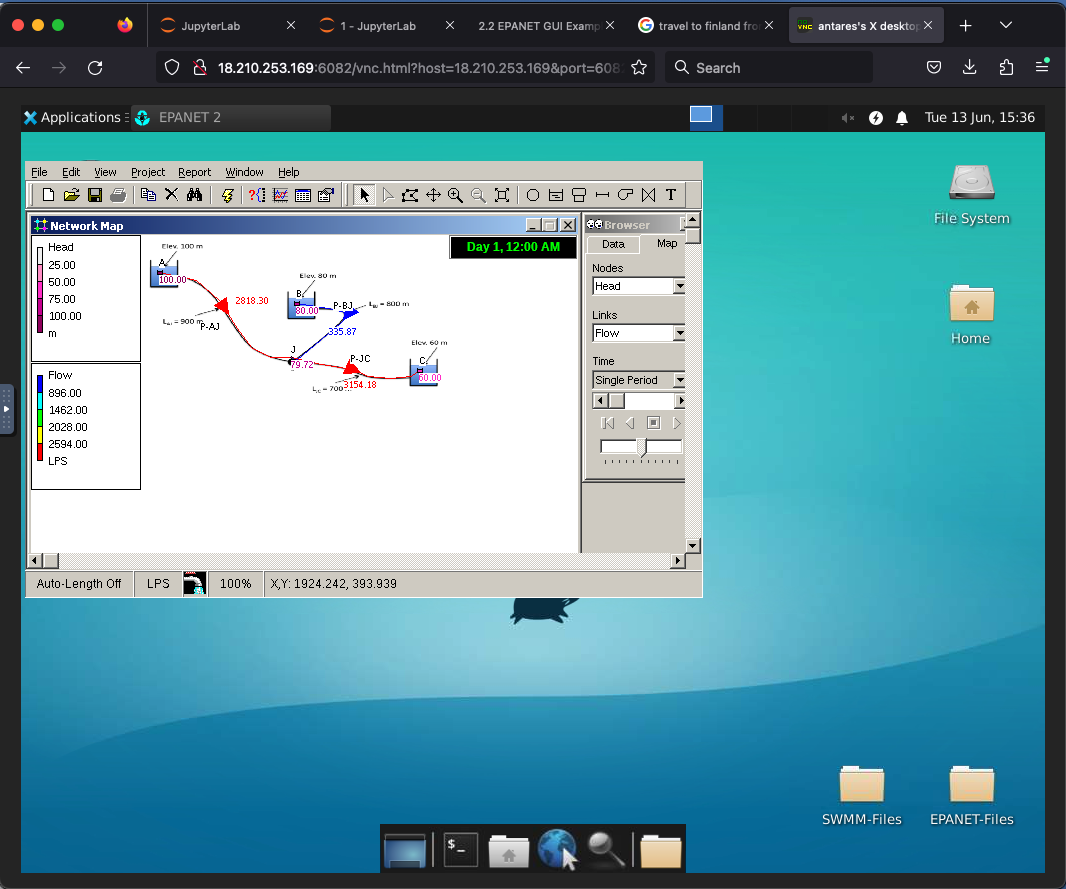 JupyterLab
1 - JupyterLab
2.2 EPANET GUI Examp
travel to finland fro
VNC
antares's X desktop
18.210.253.169:6082/vnc.html?host=18.210.253.169&port=608
Search
Applications
EPANET 2
Tue 13 Jun, 15:36
File Edit View Project Report Window Help
T
Network Map
Day 1, 12:00 AM
Head
25.00
50.00
75.00
100.00
m
Flow
896.00
1462.00
2028.00
2594.00
LPS
Elev. 100 m
A
100.00
2818.30
= 900 m
P-AJ
Elev. 80 m
B
80.00
P-BJ
= 800 m
335.87
J
79.72
P-JC
3154.18
= 700
Elev. 60 m
C
60.00
Browser
Data Map
Nodes
Head
Links
Flow
Time
Single Period
Auto-Length Off LPS 100% X,Y: 1924.242, 393.939
File System
Home
SWMM-Files
EPANET-Files
$_